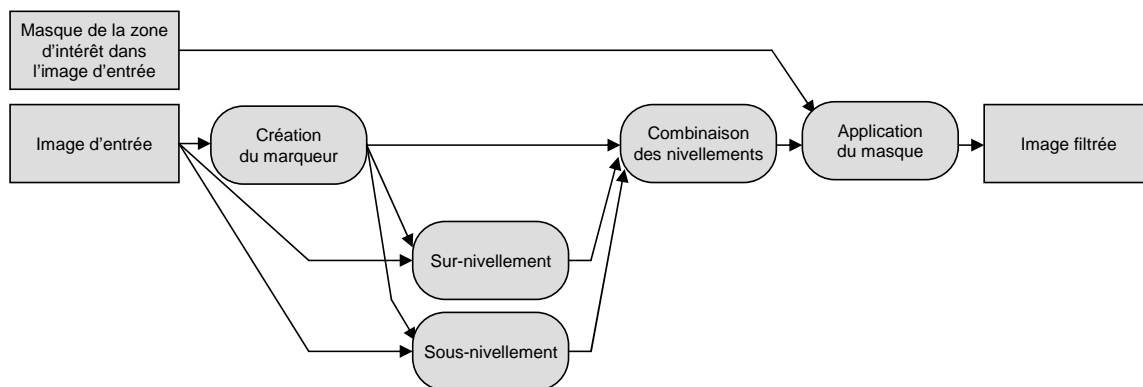 Masque de la zone
d'intérêt dans
l'image d'entrée
Image d'entrée
Création
du marqueur
Combinaison
des nivellements
Application
du masque
Image filtrée
Sur-nivellement
Sous-nivellement